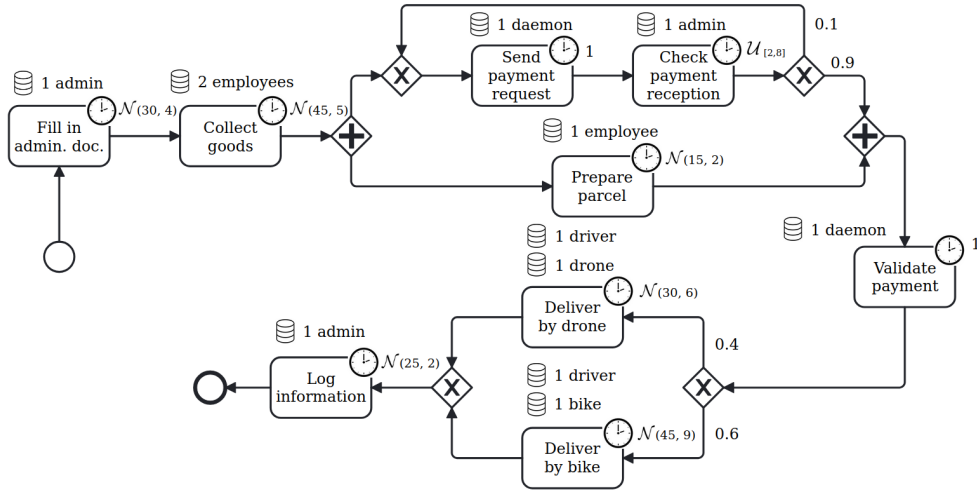 1 daemon
1 admin
0.1
1
𝒰[2,8]
Send
payment
request
Check
payment
reception
X
X
0.9
1 admin
2 employees
𝒩(30, 4)
𝒩(45, 5)
Fill in
admin. doc.
Collect
goods
1 employee
𝒩(15, 2)
Prepare
parcel
1 daemon
1
Validate
payment
1 driver
1 drone
𝒩(30, 6)
Deliver
by drone
0.4
1 admin
𝒩(25, 2)
Log
information
X
X
1 driver
1 bike
𝒩(45, 9)
0.6
Deliver
by bike